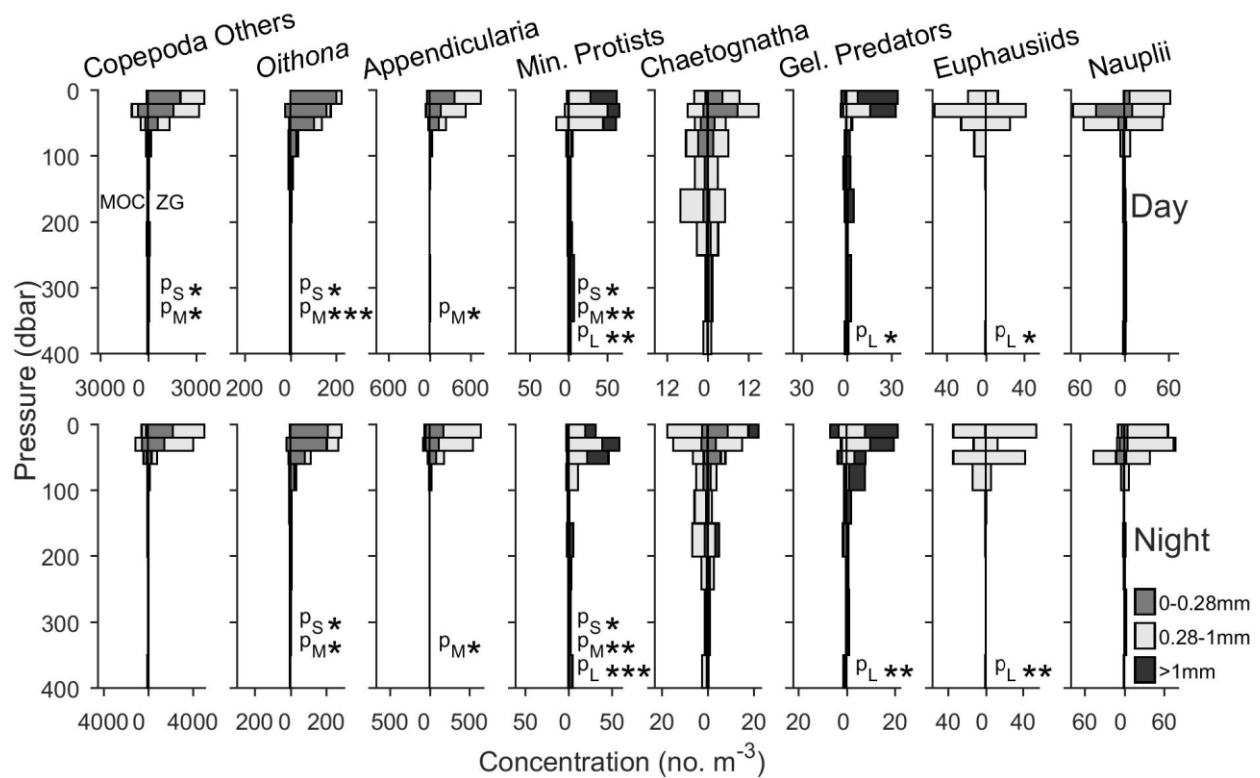 Copepoda Others Oithona Appendicularia Min. Protists Chaetognatha Gel. Predators Euphausiids Nauplii
0
100
200
300
400
MOC ZG
Day
pS * pS * pS *
pM * pM *** pM * pM **
pL ** pL * pL *
3000 0 3000 200 0 200 600 0 600 50 0 50 12 0 12 30 0 30 40 0 40 60 0 60
Pressure (dbar)
0
100
200
300
400
Night
0-0.28mm
0.28-1mm
>1mm
pS * pS *
pM * pM * pM **
pL *** pL ** pL **
4000 0 4000 200 0 200 500 0 500 50 0 50 20 0 20 20 0 20 40 0 40 60 0 60
Concentration (no. m-3)